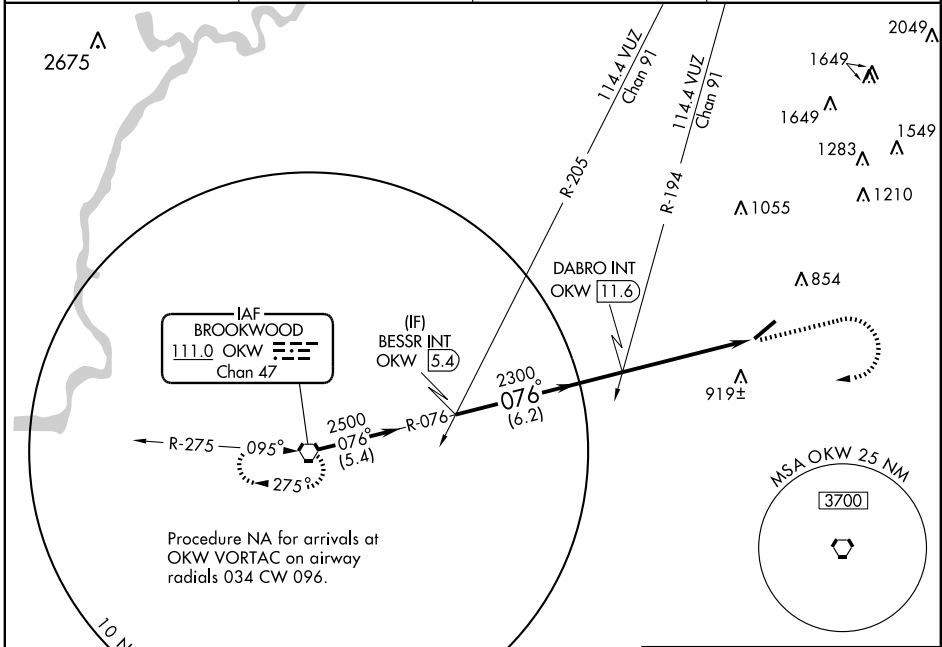 2675
2049
1649
1649
1549
1283
1210
1055
854
919±
114.4 VUZ
Chan 91
R-205
114.4 VUZ
Chan 91
R-194
DABRO INT
OKW 11.6
(IF)
BESSR INT
OKW 5.4
IAF
BROOKWOOD
111.0 OKW
Chan 47
2300
076°
(6.2)
2500
076°
(5.4)
R-076
R-275
095°
275°
Procedure NA for arrivals at
OKW VORTAC on airway
radials 034 CW 096.
MSA OKW 25 NM
3700
10